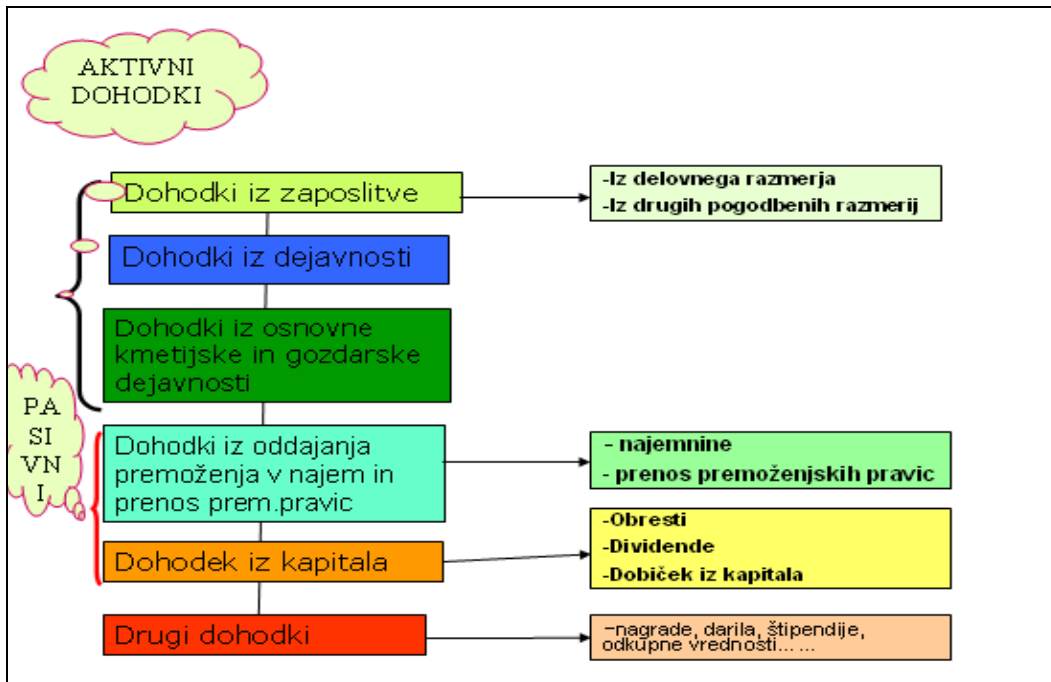 AKTIVNI
DOHODKI
Dohodki iz zaposlitve
-Iz delovnega razmerja
-Iz drugih pogodbenih razmerij
Dohodki iz dejavnosti
Dohodki iz osnovne
kmetijske in gozdarske
dejavnosti
PA
SI
VN
I
Dohodki iz oddajanja
premoženja v najem in
prenos prem.pravic
- najemnine
- prenos premoženjskih pravic
Dohodek iz kapitala
-Obresti
-Dividende
-Dobiček iz kapitala
Drugi dohodki
–nagrade, darila, štipendije,
odkupne vrednosti... ...